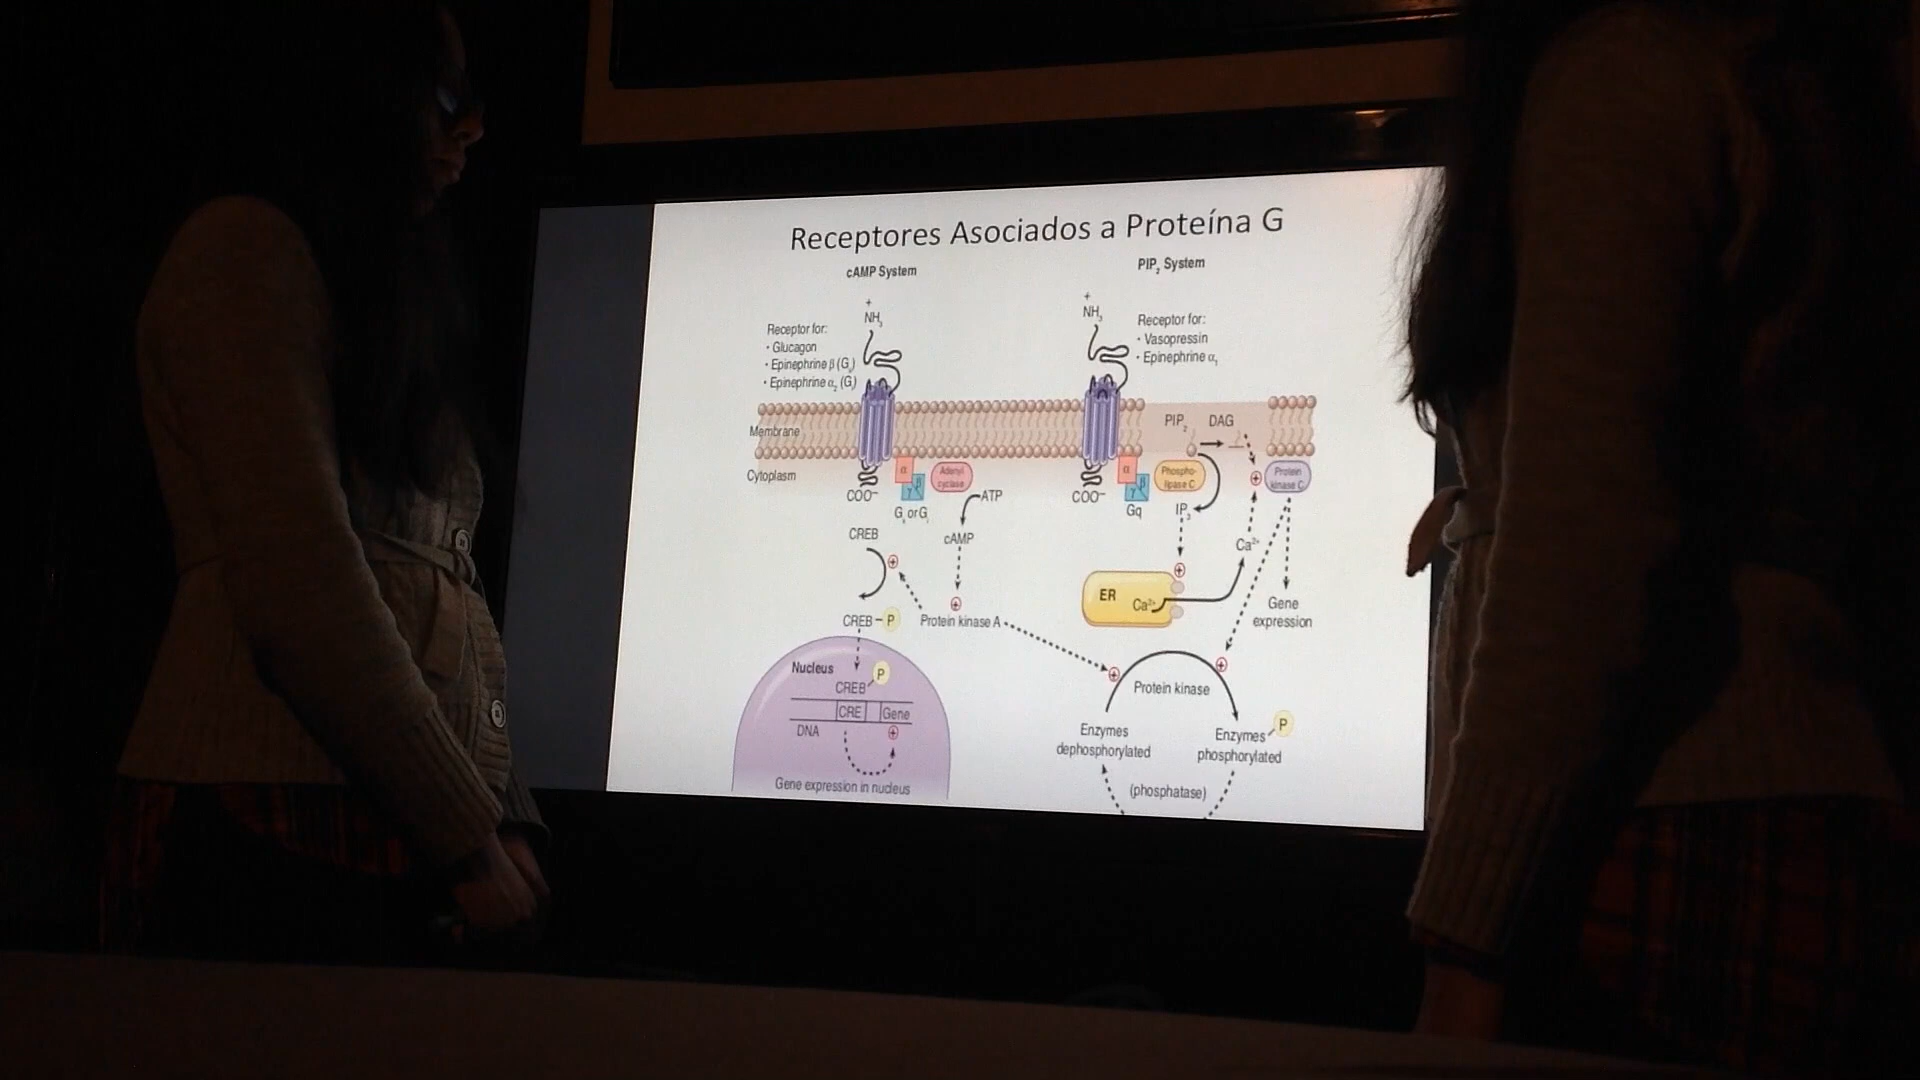 Receptores Asociados a Proteína G
cAMP System
PIP₂ System
+
NH₃
Receptor for:
• Glucagon
• Epinephrine β (Gₛ)
• Epinephrine α₂ (Gᵢ)
+
NH₃
Receptor for:
• Vasopressin
• Epinephrine α₁
Membrane
Cytoplasm
PIP₂
DAG
α
β
γ
Adenyl
cyclase
COO⁻
Gₛ or Gᵢ
ATP
cAMP
α
β
γ
Phospho-
lipase C
Protein
kinase C
COO⁻
Gq
IP₃
Ca²⁺
CREB
+
+
CREB – P
Protein kinase A
+
+
ER
Ca²⁺
Gene
expression
Nucleus
CREB P
CRE
Gene
DNA
+
Gene expression in nucleus
+
+
Protein kinase
Enzymes
dephosphorylated
Enzymes P
phosphorylated
(phosphatase)